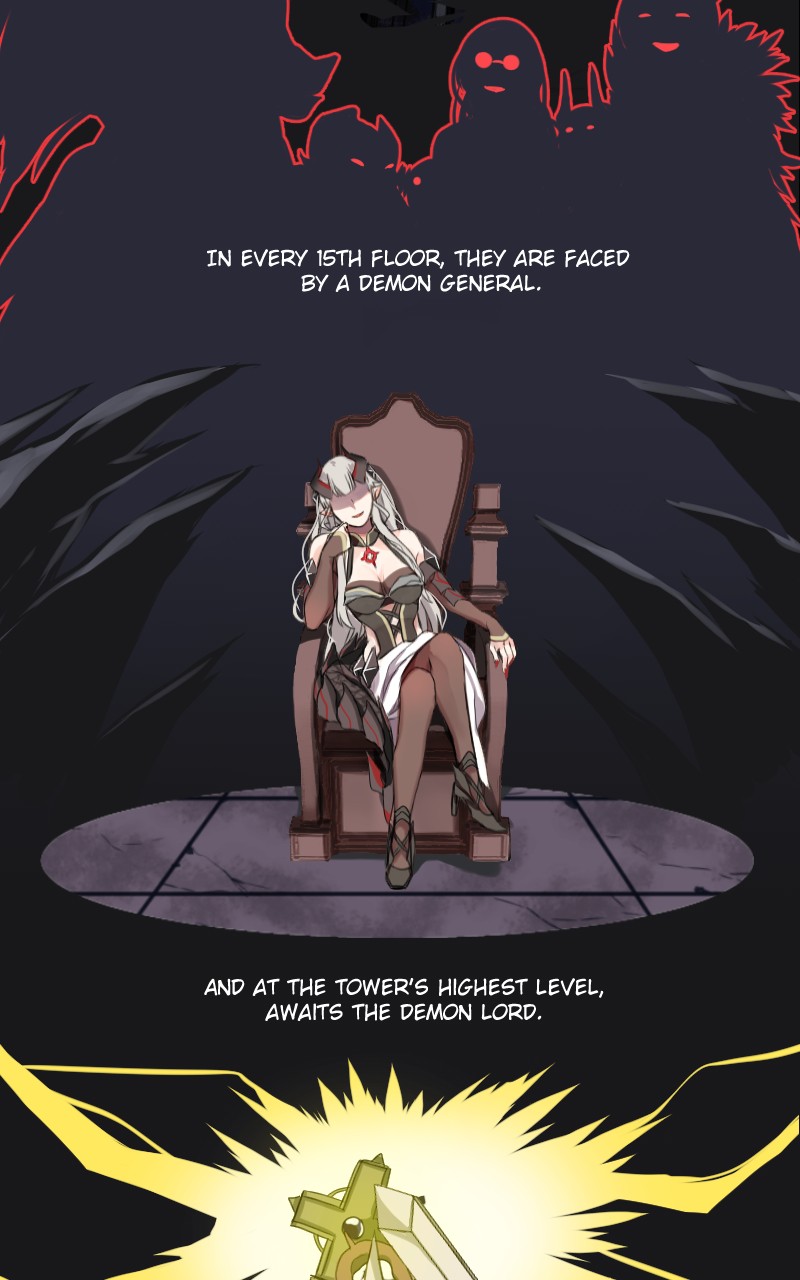 IN EVERY 15TH FLOOR, THEY ARE FACED
BY A DEMON GENERAL.
AND AT THE TOWER'S HIGHEST LEVEL,
AWAITS THE DEMON LORD.